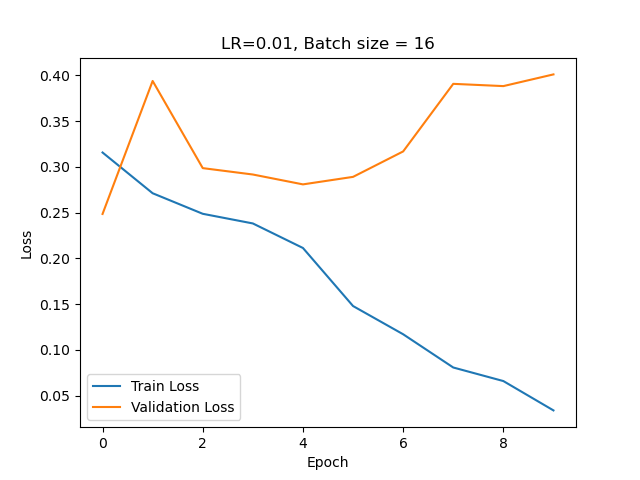 LR=0.01, Batch size = 16
0.40
0.35
0.30
0.25
0.20
0.15
0.10
0.05
Loss
Train Loss
Validation Loss
0 2 4 6 8
Epoch